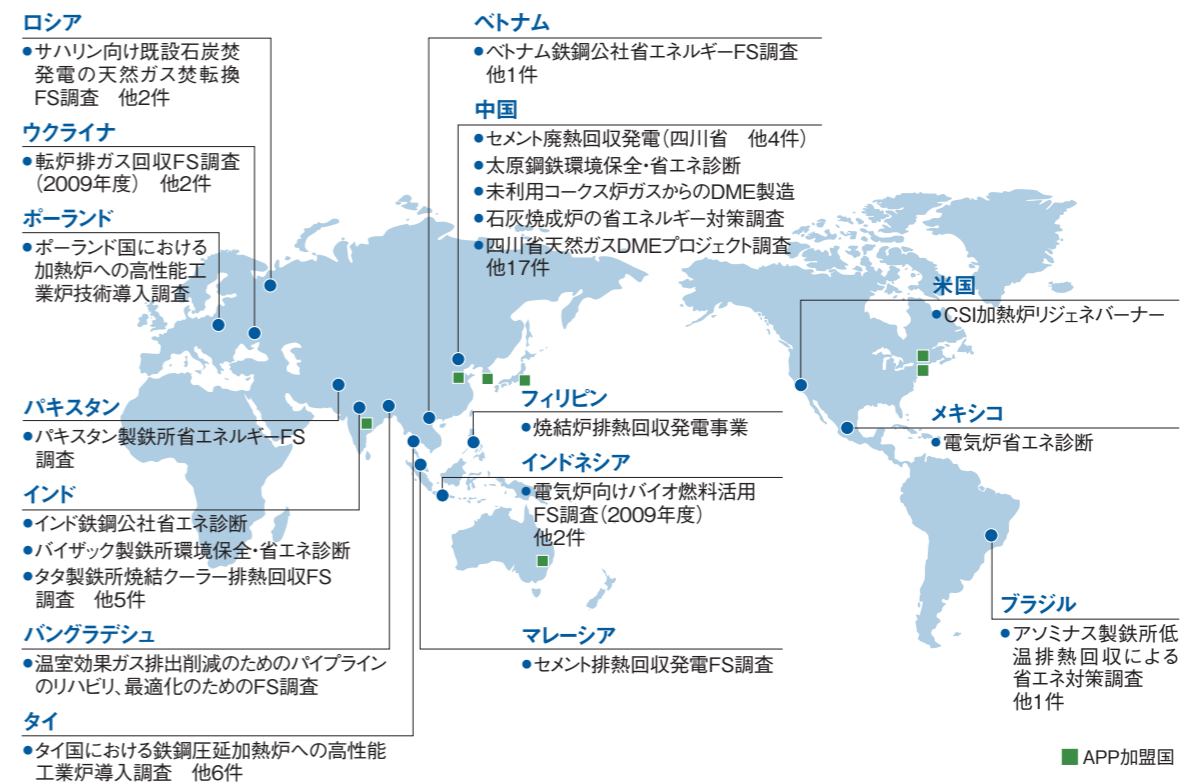 ロシア
●サハリン向け既設石炭焚
発電の天然ガス焚転換
FS調査　他2件
ウクライナ
●転炉排ガス回収FS調査
（2009年度）　他2件
ポーランド
●ポーランド国における
加熱炉への高性能工
業炉技術導入調査
ベトナム
●ベトナム鉄鋼公社省エネルギーFS調査
他1件
中国
●セメント廃熱回収発電（四川省　他4件）
●太原鋼鉄環境保全・省エネ診断
●未利用コークス炉ガスからのDME製造
●石灰焼成炉の省エネルギー対策調査
●四川省天然ガスDMEプロジェクト調査
他17件
米国
●CSI加熱炉リジェネバーナー
パキスタン
●パキスタン製鉄所省エネルギーFS
調査
インド
●インド鉄鋼公社省エネ診断
●バイザック製鉄所環境保全・省エネ診断
●タタ製鉄所焼結クーラー排熱回収FS
調査　他5件
バングラデシュ
●温室効果ガス排出削減のためのパイプライン
のリハビリ、最適化のためのFS調査
タイ
●タイ国における鉄鋼圧延加熱炉への高性能
工業炉導入調査　他6件
フィリピン
●焼結炉排熱回収発電事業
インドネシア
●電気炉向けバイオ燃料活用
FS調査（2009年度）
他2件
マレーシア
●セメント排熱回収発電FS調査
メキシコ
●電気炉省エネ診断
ブラジル
●アソミナス製鉄所低
温排熱回収による
省エネ対策調査
他1件
■APP加盟国